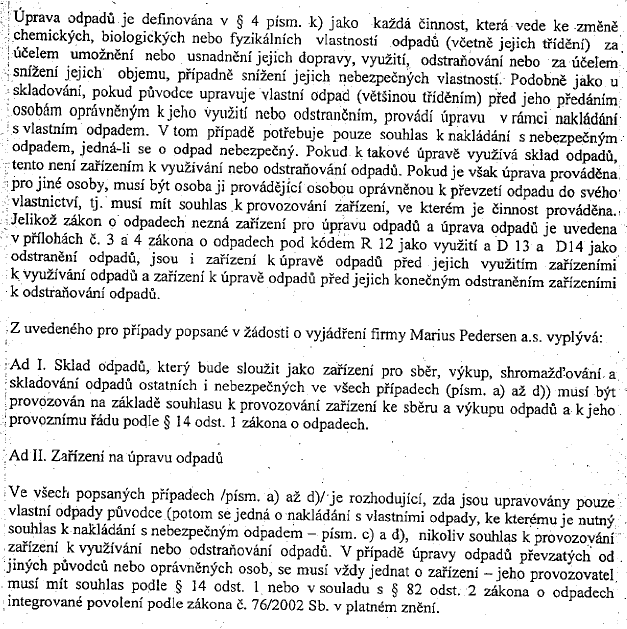 Úprava odpadů je definována v § 4 písm. k) jako každá činnost, která vede ke změně
chemických, biologických nebo fyzikálních vlastností odpadů (včetně jejich třídění) za
účelem umožnění nebo usnadnění jejich dopravy, využití, odstraňování nebo za účelem
snížení jejich objemu, případně snížení jejich nebezpečných vlastností. Podobně jako u
skladování, pokud původce upravuje vlastní odpad (většinou tříděním) před jeho předáním
osobám oprávněným k jeho využití nebo odstrančním, provádí úpravu v rámci nakládání
s vlastním odpadem. V tom případě potřebuje pouze souhlas k nakládání s nebezpečným
odpadem, jedná-li se o odpad nebezpečný. Pokud k takové úpravě využívá sklad odpadů,
tento není zařízením k využívání nebo odstraňování odpadů. Pokud je však úprava prováděna
pro jiné osoby, musí být osoba ji provádějící osobou oprávněnou k převzetí odpadu do svého
vlastnictví, tj. musí mít souhlas k provozování zařízení, ve kterém je činnost prováděna.
Jelikož zákon o odpadech nezná zařízení pro úpravu odpadů a úprava odpadů je uvedena
v přílohách č. 3 a 4 zákona o odpadech pod kódem R 12 jako využití a D 13 a D14 jako
odstranění odpadů, jsou i zařízení k úpravě odpadů před jejich využitím zařízeními
k využívání odpadů a zařízení k úpravě odpadů před jejich konečným odstraněním zařízeními
k odstraňování odpadů.
Z uvedeného pro případy popsané v žádosti o vyjádření firmy Marius Pedersen a.s. vyplývá:
Ad I. Sklad odpadů, který bude sloužit jako zařízení pro sběr, výkup, shromažďování a
skladování odpadů ostatních i nebezpečných ve všech případech (písm. a) až d)) musí být
provozován na základě souhlasu k provozování zařízení ke sběru a výkupu odpadů a k jeho
provoznímu řádu podle § 14 odst. 1 zákona o odpadech.
Ad II. Zařízení na úpravu odpadů
Ve všech popsaných případech /písm. a) až d)/ je rozhodující, zda jsou upravovány pouze
vlastní odpady původce (potom se jedná o nakládání s vlastními odpady, ke kterému je nutný
souhlas k nakládání s nebezpečným odpadem – písm. c) a d), nikoliv souhlas k provozování
zařízení k využívání nebo odstraňování odpadů. V případě úpravy odpadů převzatých od
jiných původců nebo oprávněných osob, se musí vždy jednat o zařízení – jeho provozovatel
musí mít souhlas podle § 14 odst. 1 nebo v souladu s § 82 odst. 2 zákona o odpadech
integrované povolení podle zákona č. 76/2002 Sb. v platném znění.